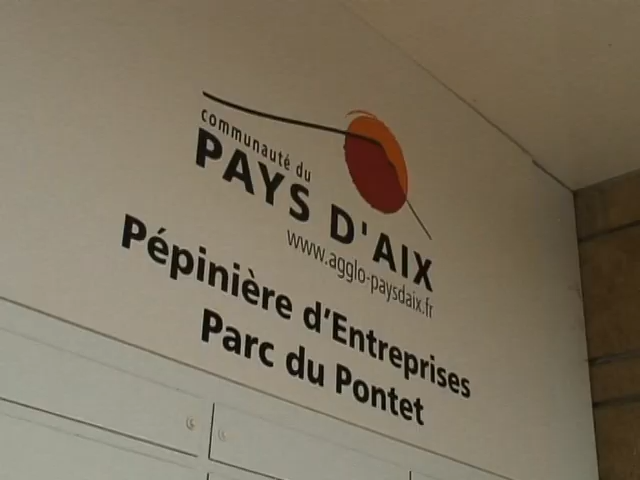 communauté du
PAYS D'AIX
www.agglo-paysdaix.fr
Pépinière d'Entreprises
Parc du Pontet